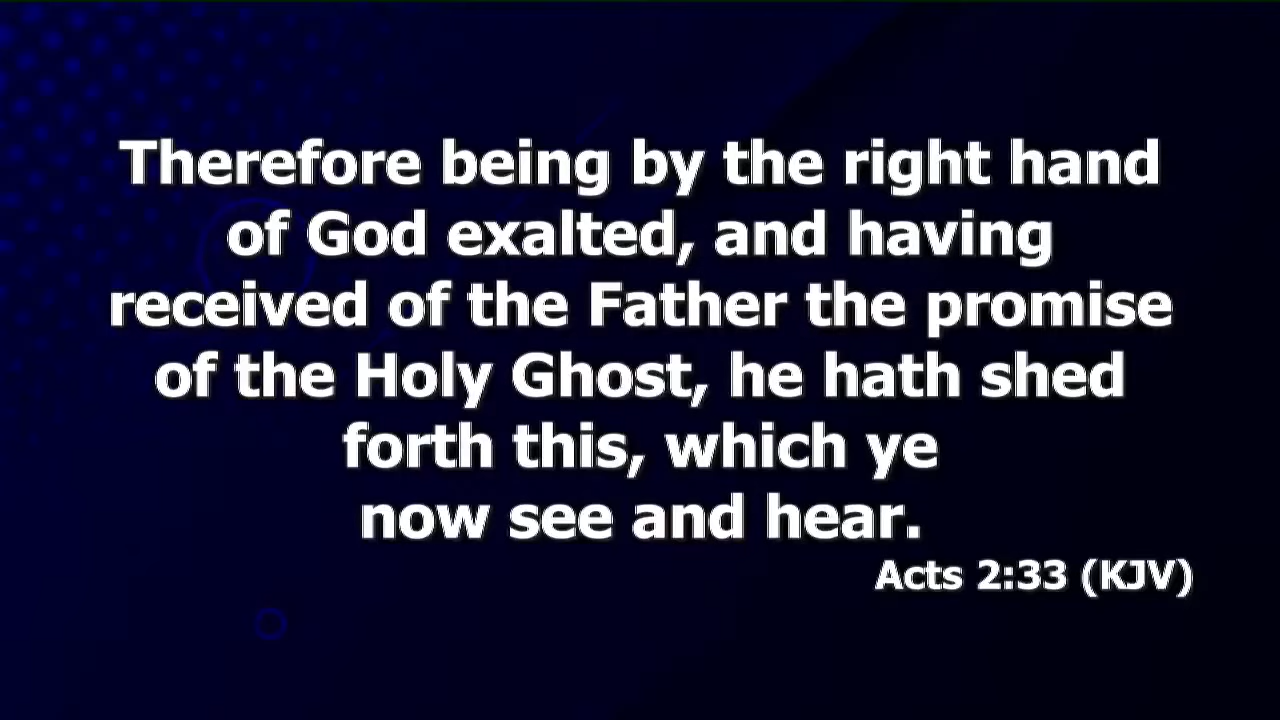 Therefore being by the right hand
of God exalted, and having
received of the Father the promise
of the Holy Ghost, he hath shed
forth this, which ye
now see and hear.
Acts 2:33 (KJV)